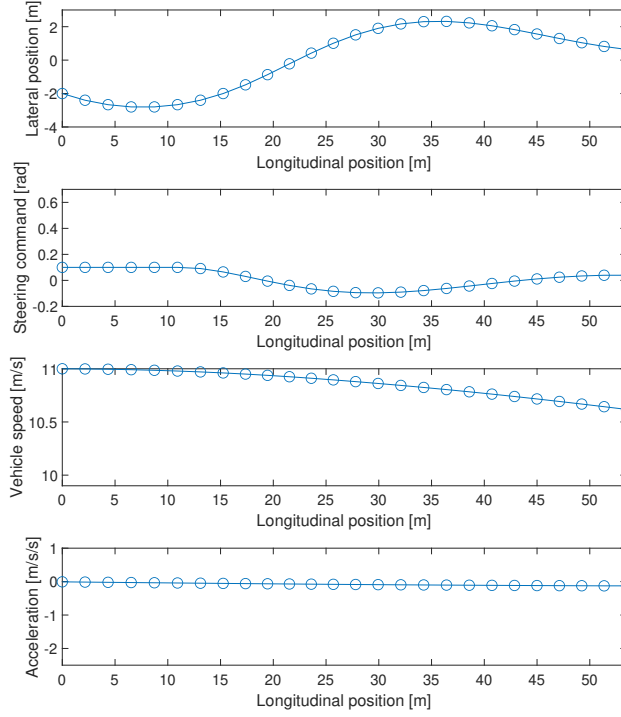 Lateral position [m]
2
0
-2
-4
0 5 10 15 20 25 30 35 40 45 50
Longitudinal position [m]
Steering command [rad]
0.6
0.4
0.2
0
-0.2
0 5 10 15 20 25 30 35 40 45 50
Longitudinal position [m]
Vehicle speed [m/s]
11
10.5
10
0 5 10 15 20 25 30 35 40 45 50
Longitudinal position [m]
Acceleration [m/s/s]
1
0
-1
-2
0 5 10 15 20 25 30 35 40 45 50
Longitudinal position [m]